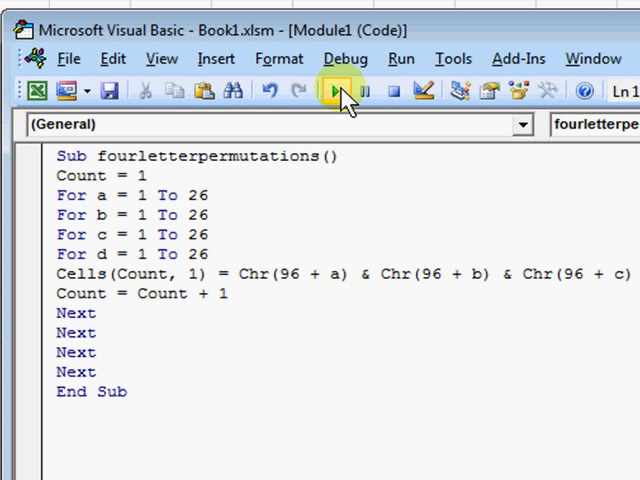 Microsoft Visual Basic - Book1.xlsm - [Module1 (Code)]
File Edit View Insert Format Debug Run Tools Add-Ins Window
Ln 1
(General) fourletterpe
Sub fourletterpermutations()
Count = 1
For a = 1 To 26
For b = 1 To 26
For c = 1 To 26
For d = 1 To 26
Cells(Count, 1) = Chr(96 + a) & Chr(96 + b) & Chr(96 + c)
Count = Count + 1
Next
Next
Next
Next
End Sub